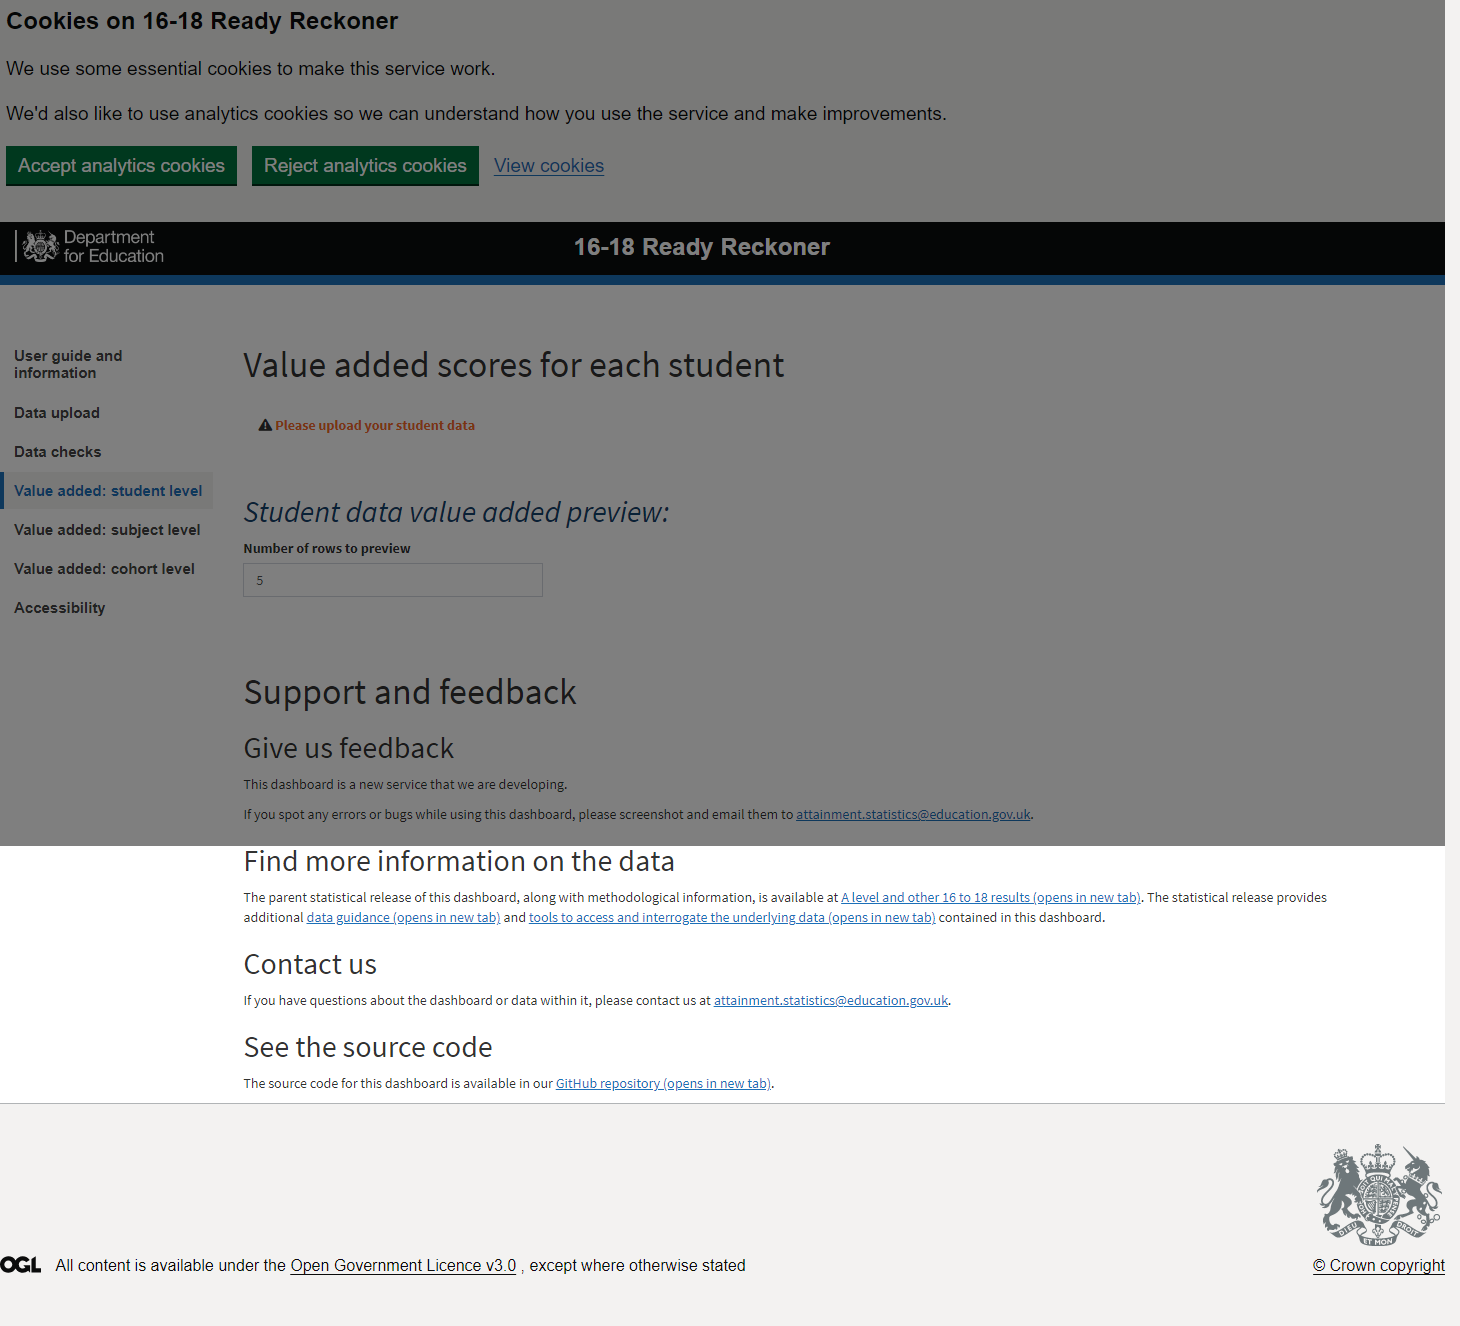 Cookies on 16-18 Ready Reckoner
We use some essential cookies to make this service work.
We'd also like to use analytics cookies so we can understand how you use the service and make improvements.
Accept analytics cookies
Reject analytics cookies
View cookies
Department
for Education
16-18 Ready Reckoner
User guide and
information
Data upload
Data checks
Value added: student level
Value added: subject level
Value added: cohort level
Accessibility
Value added scores for each student
Please upload your student data
Student data value added preview:
Number of rows to preview
5
Support and feedback
Give us feedback
This dashboard is a new service that we are developing.
If you spot any errors or bugs while using this dashboard, please screenshot and email them to attainment.statistics@education.gov.uk.
Find more information on the data
The parent statistical release of this dashboard, along with methodological information, is available at A level and other 16 to 18 results (opens in new tab). The statistical release provides
additional data guidance (opens in new tab) and tools to access and interrogate the underlying data (opens in new tab) contained in this dashboard.
Contact us
If you have questions about the dashboard or data within it, please contact us at attainment.statistics@education.gov.uk.
See the source code
The source code for this dashboard is available in our GitHub repository (opens in new tab).
DIEU ET MON DROIT
OGL All content is available under the Open Government Licence v3.0 , except where otherwise stated
© Crown copyright